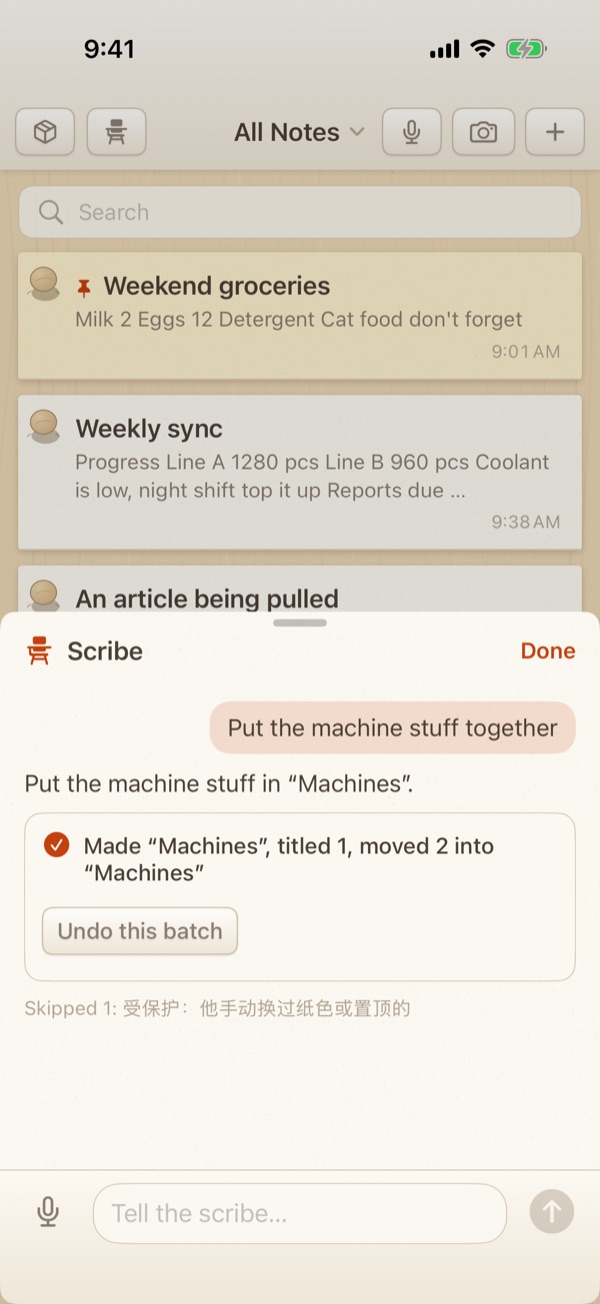 9:41
All Notes
Search
Weekend groceries
Milk 2 Eggs 12 Detergent Cat food don't forget
9:01 AM
Weekly sync
Progress Line A 1280 pcs Line B 960 pcs Coolant
is low, night shift top it up Reports due ...
9:38 AM
An article being pulled
Scribe
Done
Put the machine stuff together
Put the machine stuff in “Machines”.
Made “Machines”, titled 1, moved 2 into
“Machines”
Undo this batch
Skipped 1: 受保护：他手动换过纸色或置顶的
Tell the scribe...